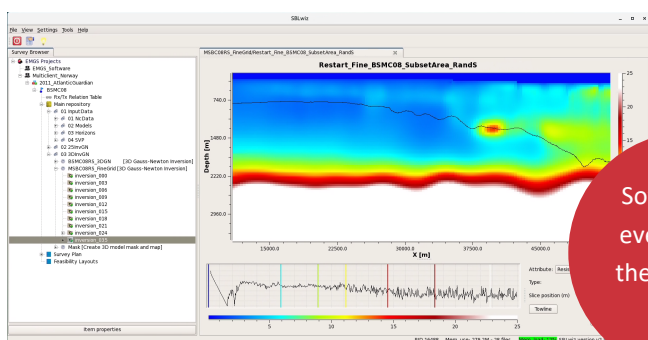 SBLwiz
File View Settings Tools Help
Survey Browser
EMGS Projects
EMGS_Software
Multiclient_Norway
2011_AtlanticGuardian
BSMC08
Rx/Tx Relation Table
Main repository
01 InputData
01 NcData
02 Models
03 Horizons
04 SVP
02 25InvGN
03 3DInvGN
BSMC08RS_3DGN [3D Gauss-Newton inversion]
MSBC08RS_FineGrid [3D Gauss-Newton inversion]
inversion_000
inversion_003
inversion_006
inversion_009
inversion_012
inversion_015
inversion_018
inversion_021
inversion_024
inversion_035
Mask [Create 3D model mask and map]
Survey Plan
Feasibility Layouts
Item properties
MSBC08RS_FineGrid/Restart_Fine_BSMC08_SubsetArea_RandS
Restart_Fine_BSMC08_SubsetArea_RandS
Depth [m]
740.0
1480.0
2220.0
2960.0
15000.0 22500.0 30000.0 37500.0 45000.0
X [m]
25
20
15
5 10 15 20 25
Attribute: Resis
Type:
Slice position (m)
Towline
So
eve
the